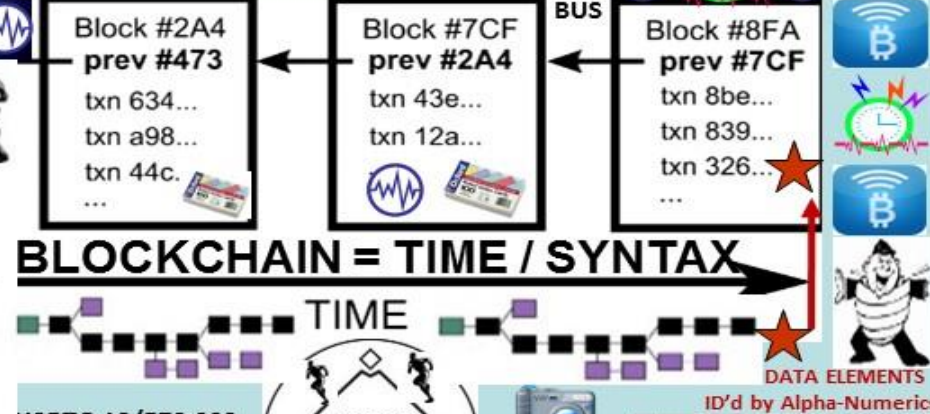 BUS
Block #2A4
prev #473
txn 634...
txn a98...
txn 44c.
...
Block #7CF
prev #2A4
txn 43e...
txn 12a...
Block #8FA
prev #7CF
txn 8be...
txn 839...
txn 326...
...
BLOCKCHAIN = TIME / SYNTAX
TIME
DATA ELEMENTS
ID'd by Alpha-Numeric